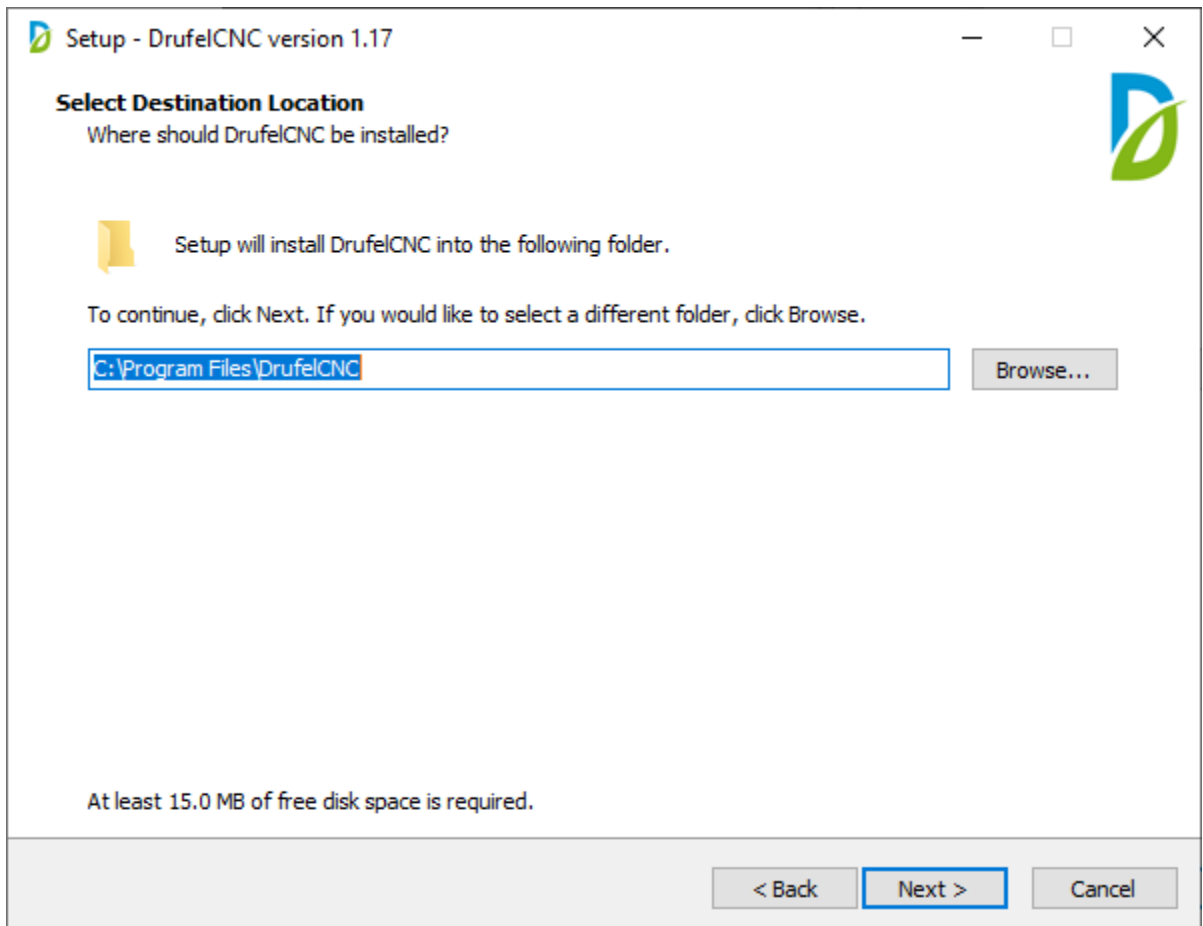 Setup - DrufelCNC version 1.17
Select Destination Location
Where should DrufelCNC be installed?
Setup will install DrufelCNC into the following folder.
To continue, click Next. If you would like to select a different folder, click Browse.
C:\Program Files\DrufelCNC
Browse...
At least 15.0 MB of free disk space is required.
< Back
Next >
Cancel